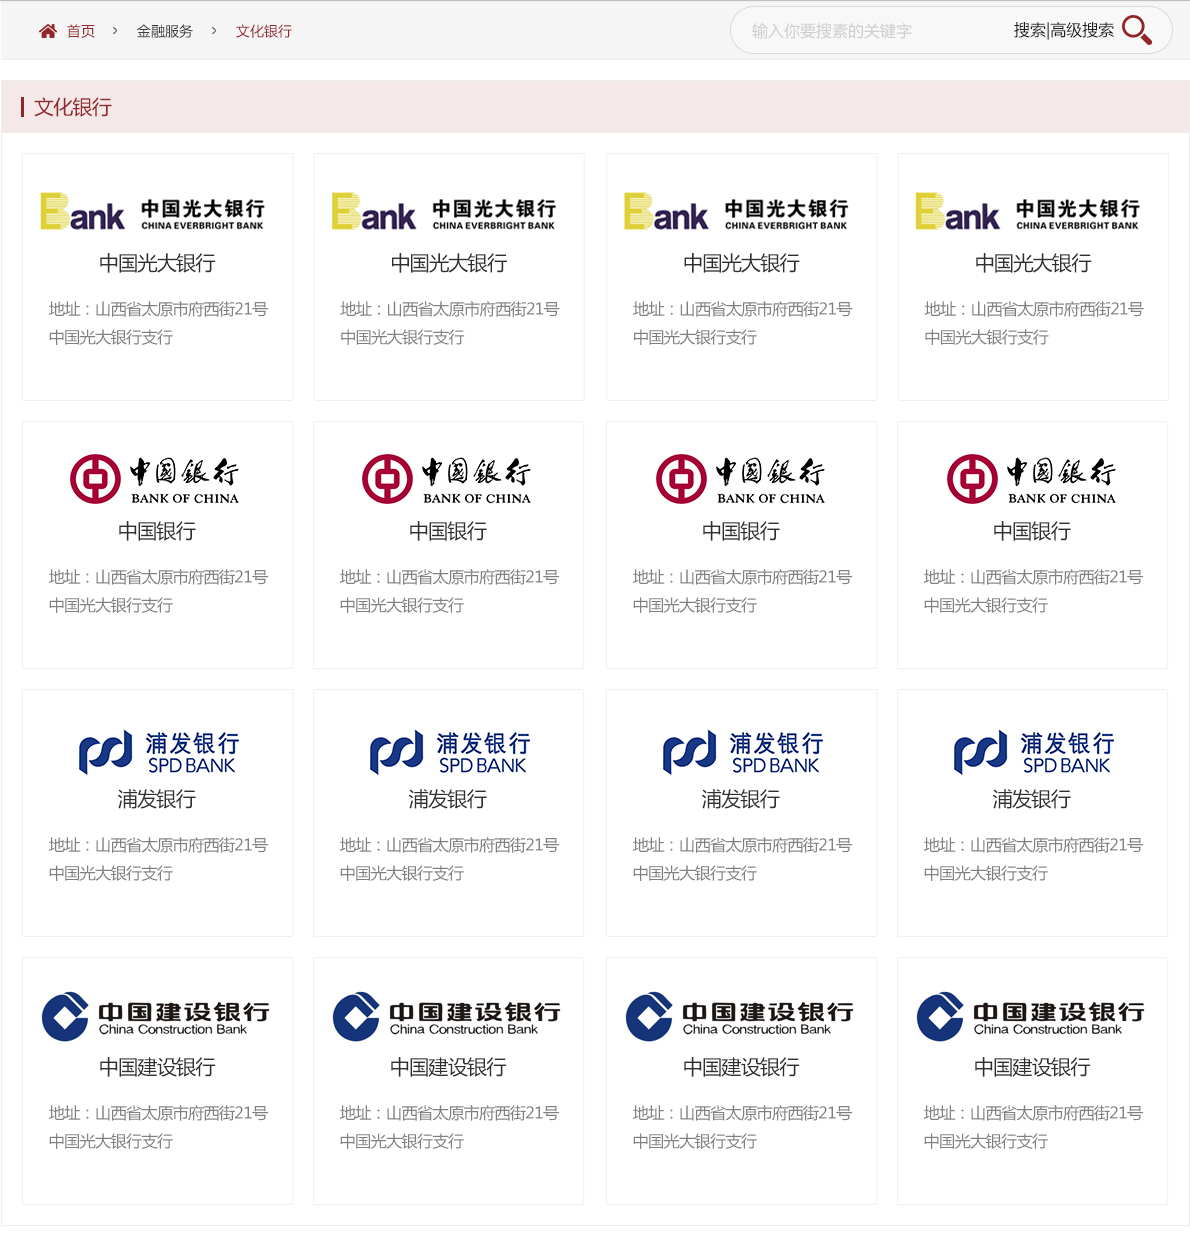 首页 › 金融服务 › 文化银行
输入你要搜素的关键字 搜索|高级搜索
文化银行
Bank 中国光大银行 CHINA EVERBRIGHT BANK
中国光大银行
地址：山西省太原市府西街21号
中国光大银行支行
Bank 中国光大银行 CHINA EVERBRIGHT BANK
中国光大银行
地址：山西省太原市府西街21号
中国光大银行支行
Bank 中国光大银行 CHINA EVERBRIGHT BANK
中国光大银行
地址：山西省太原市府西街21号
中国光大银行支行
Bank 中国光大银行 CHINA EVERBRIGHT BANK
中国光大银行
地址：山西省太原市府西街21号
中国光大银行支行
中國銀行
BANK OF CHINA
中国银行
地址：山西省太原市府西街21号
中国光大银行支行
中國銀行
BANK OF CHINA
中国银行
地址：山西省太原市府西街21号
中国光大银行支行
中國銀行
BANK OF CHINA
中国银行
地址：山西省太原市府西街21号
中国光大银行支行
中國銀行
BANK OF CHINA
中国银行
地址：山西省太原市府西街21号
中国光大银行支行
浦发银行
SPD BANK
浦发银行
地址：山西省太原市府西街21号
中国光大银行支行
浦发银行
SPD BANK
浦发银行
地址：山西省太原市府西街21号
中国光大银行支行
浦发银行
SPD BANK
浦发银行
地址：山西省太原市府西街21号
中国光大银行支行
浦发银行
SPD BANK
浦发银行
地址：山西省太原市府西街21号
中国光大银行支行
中国建设银行
China Construction Bank
中国建设银行
地址：山西省太原市府西街21号
中国光大银行支行
中国建设银行
China Construction Bank
中国建设银行
地址：山西省太原市府西街21号
中国光大银行支行
中国建设银行
China Construction Bank
中国建设银行
地址：山西省太原市府西街21号
中国光大银行支行
中国建设银行
China Construction Bank
中国建设银行
地址：山西省太原市府西街21号
中国光大银行支行